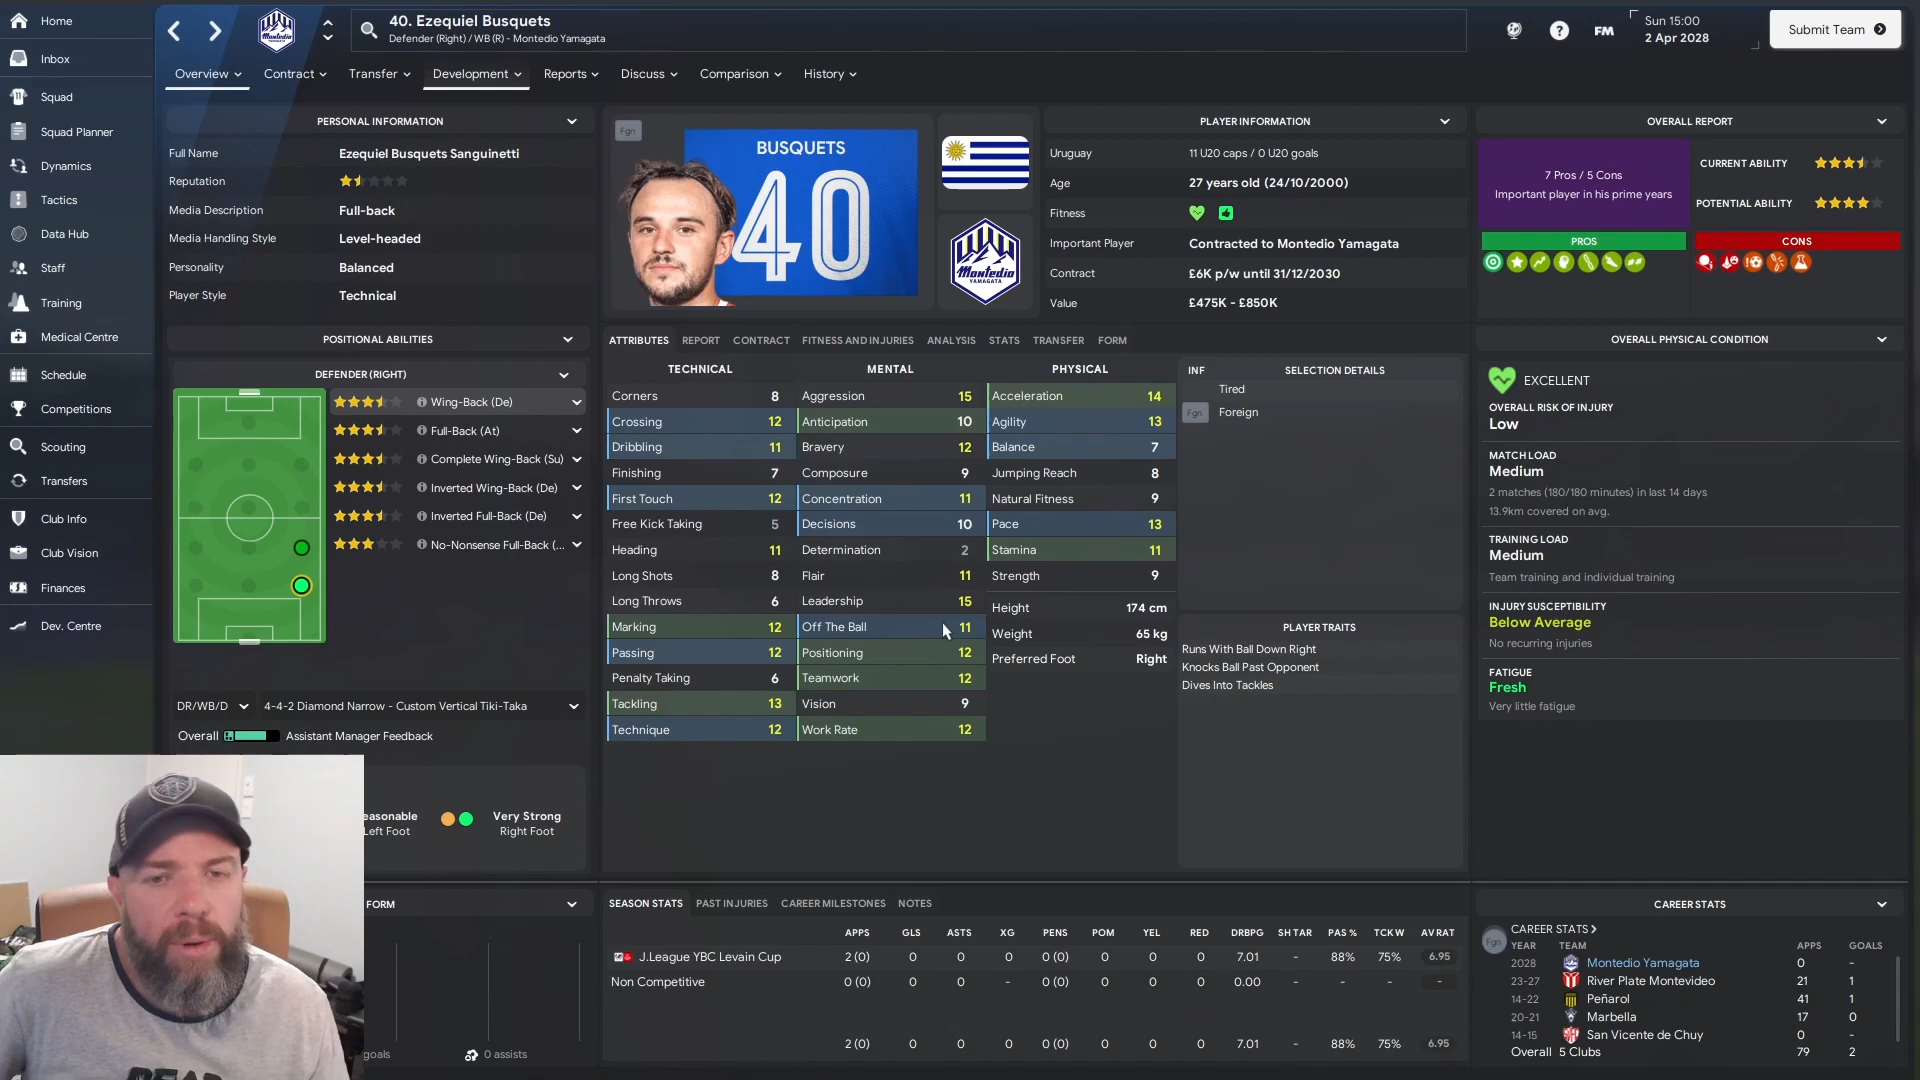 Home
Inbox
Squad
Squad Planner
Dynamics
Tactics
Data Hub
Staff
Training
Medical Centre
Schedule
Competitions
Scouting
Transfers
Club Info
Club Vision
Finances
Dev. Centre
40. Ezequiel Busquets
Defender (Right) / WB (R) - Montedio Yamagata
FM
Sun 15:00
2 Apr 2028
Submit Team
Overview
Contract
Transfer
Development
Reports
Discuss
Comparison
History
PERSONAL INFORMATION
Full Name Ezequiel Busquets Sanguinetti
Reputation
Media Description Full-back
Media Handling Style Level-headed
Personality Balanced
Player Style Technical
Fgn
BUSQUETS
40
Montedio
YAMAGATA
PLAYER INFORMATION
Uruguay 11 U20 caps / 0 U20 goals
Age 27 years old (24/10/2000)
Fitness
Important Player Contracted to Montedio Yamagata
Contract £6K p/w until 31/12/2030
Value £475K - £850K
OVERALL REPORT
7 Pros / 5 Cons
Important player in his prime years
CURRENT ABILITY
POTENTIAL ABILITY
PROS
CONS
POSITIONAL ABILITIES
DEFENDER (RIGHT)
Wing-Back (De)
Full-Back (At)
Complete Wing-Back (Su)
Inverted Wing-Back (De)
Inverted Full-Back (De)
No-Nonsense Full-Back (...
DR/WB/D
4-4-2 Diamond Narrow - Custom Vertical Tiki-Taka
Overall Assistant Manager Feedback
easonable
Left Foot
Very Strong
Right Foot
FORM
goals
0 assists
ATTRIBUTES REPORT CONTRACT FITNESS AND INJURIES ANALYSIS STATS TRANSFER FORM
TECHNICAL
Corners 8
Crossing 12
Dribbling 11
Finishing 7
First Touch 12
Free Kick Taking 5
Heading 11
Long Shots 8
Long Throws 6
Marking 12
Passing 12
Penalty Taking 6
Tackling 13
Technique 12
MENTAL
Aggression 15
Anticipation 10
Bravery 12
Composure 9
Concentration 11
Decisions 10
Determination 2
Flair 11
Leadership 15
Off The Ball 11
Positioning 12
Teamwork 12
Vision 9
Work Rate 12
PHYSICAL
Acceleration 14
Agility 13
Balance 7
Jumping Reach 8
Natural Fitness 9
Pace 13
Stamina 11
Strength 9
Height 174 cm
Weight 65 kg
Preferred Foot Right
INF SELECTION DETAILS
Tired
Fgn Foreign
PLAYER TRAITS
Runs With Ball Down Right
Knocks Ball Past Opponent
Dives Into Tackles
OVERALL PHYSICAL CONDITION
EXCELLENT
OVERALL RISK OF INJURY
Low
MATCH LOAD
Medium
2 matches (180/180 minutes) in last 14 days
13.9km covered on avg.
TRAINING LOAD
Medium
Team training and individual training
INJURY SUSCEPTIBILITY
Below Average
No recurring injuries
FATIGUE
Fresh
Very little fatigue
SEASON STATS PAST INJURIES CAREER MILESTONES NOTES
APPS GLS ASTS XG PENS POM YEL RED DRBPG SH TAR PAS % TCK W AV RAT
J.League YBC Levain Cup 2 (0) 0 0 0 0 (0) 0 0 0 7.01 - 88% 75% 6.95
Non Competitive 0 (0) 0 0 - 0 (0) 0 0 0 0.00 - - - -
2 (0) 0 0 0 0 (0) 0 0 0 7.01 - 88% 75% 6.95
CAREER STATS
Fgn
CAREER STATS
YEAR TEAM APPS GOALS
2028 Montedio Yamagata 0 -
23-27 River Plate Montevideo 21 1
14-22 Peñarol 41 1
20-21 Marbella 17 0
14-15 San Vicente de Chuy 0 -
Overall 5 Clubs 79 2